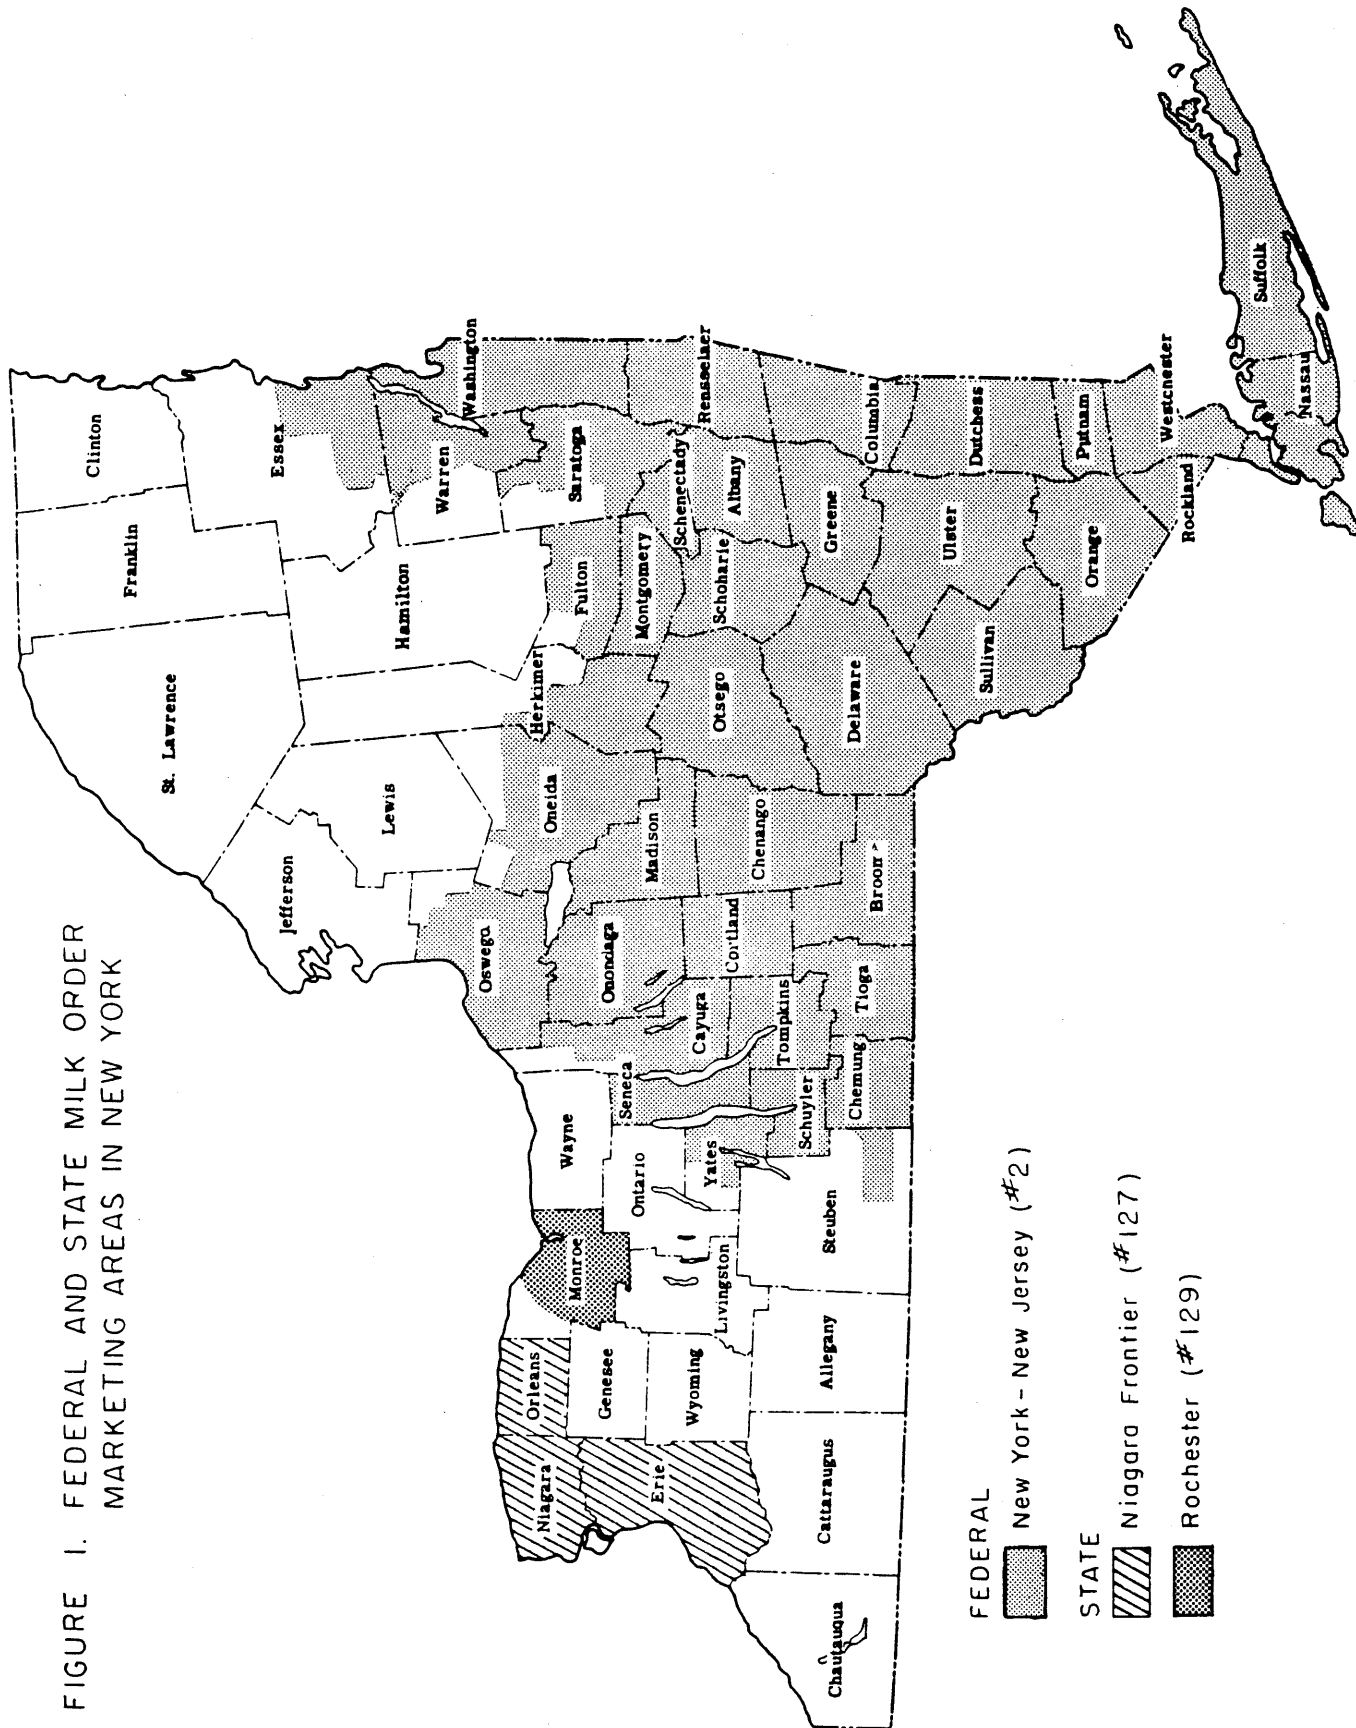 FIGURE 1. FEDERAL AND STATE MILK ORDER
MARKETING AREAS IN NEW YORK
Clinton
Franklin
St. Lawrence
Essex
Jefferson
Lewis
Hamilton
Herkimer
Warren
Washington
Oswego
Oneida
Fulton
Saratoga
Niagara
Orleans
Monroe
Wayne
Seneca
Onondaga
Madison
Montgomery
Schenectady
Rensselaer
Erie
Genesee
Wyoming
Livingston
Ontario
Yates
Cayuga
Cortland
Chenango
Otsego
Schoharie
Albany
Chautauqua
Cattaraugus
Allegany
Steuben
Schuyler
Tompkins
Chemung
Tioga
Broom
Delaware
Greene
Columbia
Ulster
Dutchess
Sullivan
Orange
Putnam
Rockland
Westchester
Nassau
Suffolk
FEDERAL
New York-New Jersey (#2)
STATE
Niagara Frontier (#127)
Rochester (#129)